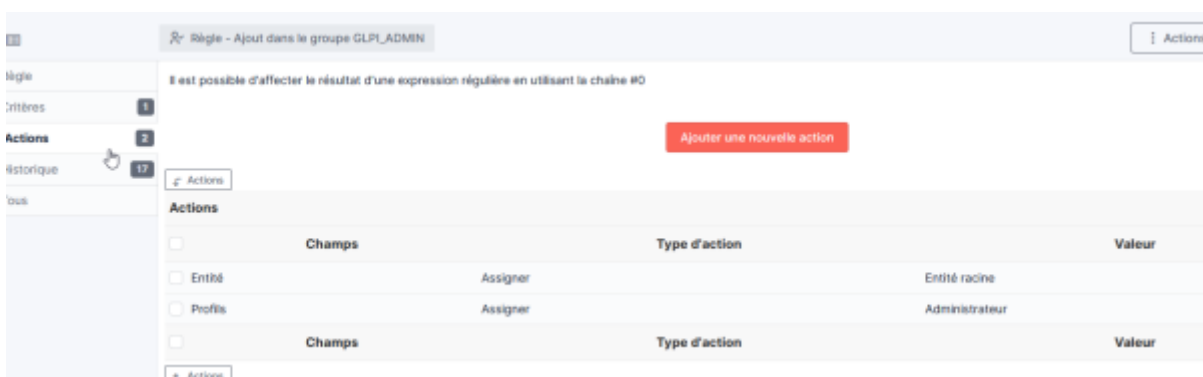 Règle - Ajout dans le groupe GLPI_ADMIN
Actions
Il est possible d'affecter le résultat d'une expression régulière en utilisant la chaîne #0
ègle
Critères 1
Actions 2
Historique 17
Tous
Ajouter une nouvelle action
Actions
Actions
Champs Type d'action Valeur
Entité Assigner Entité racine
Profils Assigner Administrateur
Champs Type d'action Valeur
Actions